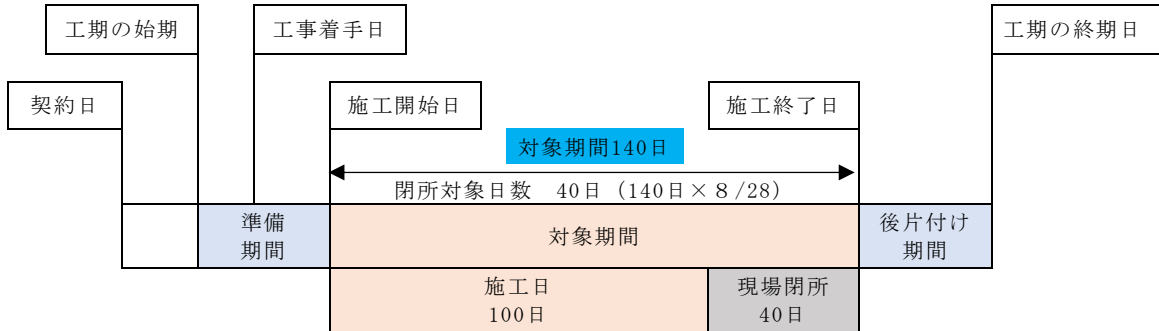 工期の始期
工事着手日
工期の終期日
契約日
施工開始日
施工終了日
対象期間140日
閉所対象日数 40日（140日×８/28）
準備
期間
対象期間
後片付け
期間
施工日
100日
現場閉所
40日